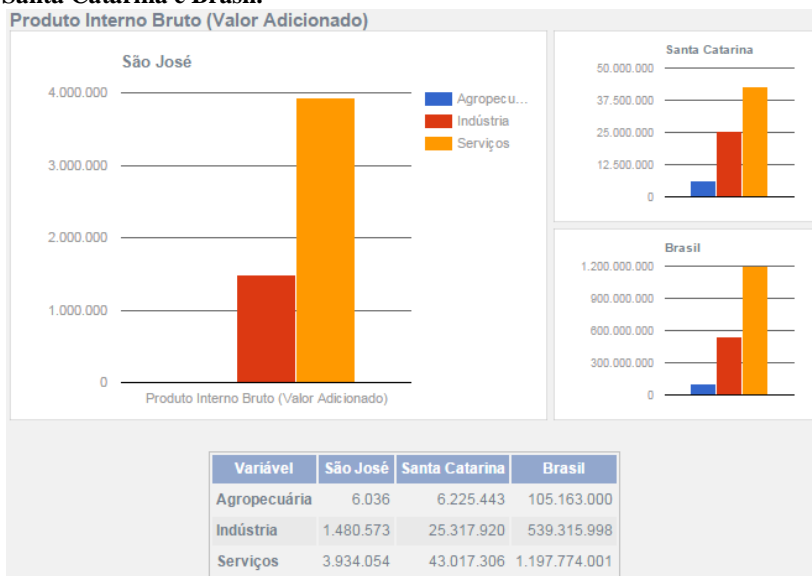 Santa Catarina e Brasil.
Produto Interno Bruto (Valor Adicionado)
São José
4.000.000
3.000.000
2.000.000
1.000.000
0
Produto Interno Bruto (Valor Adicionado)
Agropecu...
Indústria
Serviços
Santa Catarina
50.000.000
37.500.000
25.000.000
12.500.000
0
Brasil
1.200.000.000
900.000.000
600.000.000
300.000.000
0
Variável São José Santa Catarina Brasil
Agropecuária 6.036 6.225.443 105.163.000
Indústria 1.480.573 25.317.920 539.315.998
Serviços 3.934.054 43.017.306 1.197.774.001